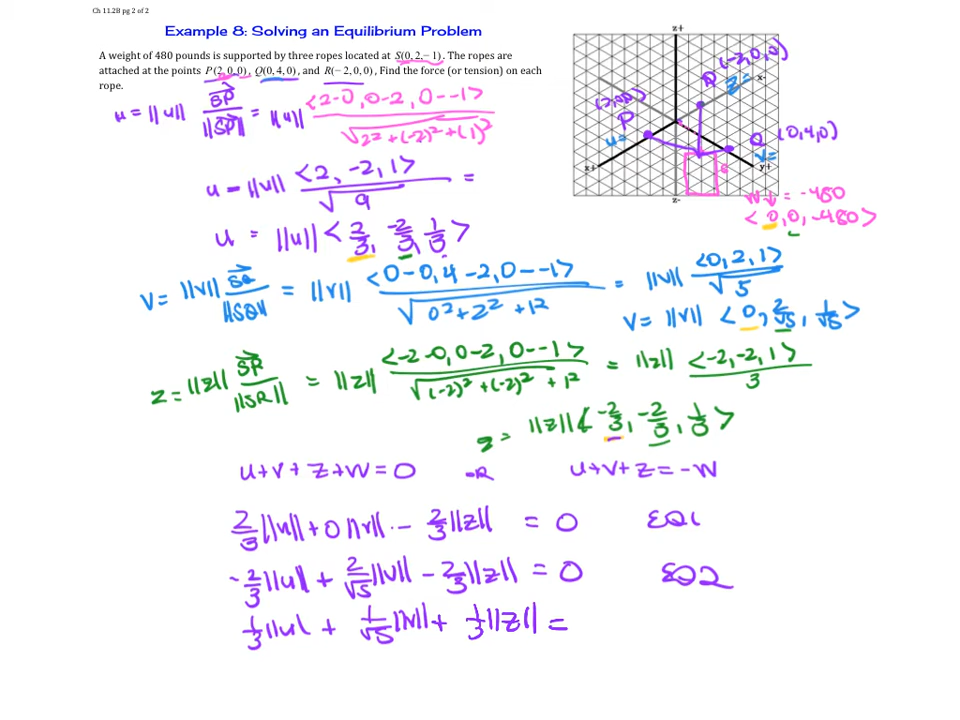 Ch 11.2B pg 2 of 2
Example 8: Solving an Equilibrium Problem
A weight of 480 pounds is supported by three ropes located at S(0, 2, − 1). The ropes are
attached at the points P(2, 0, 0), Q(0, 4, 0), and R(− 2, 0, 0), Find the force (or tension) on each
rope.
u = ||u|| SP/||SP|| = ||u|| <2-0, 0-2, 0--1> / √(2² + (-2)² + (1)²)
u = ||u|| <2, -2, 1> / √9 =
u = ||u|| <2/3, -2/3, 1/3>
z+
R (-2,0,0)
z =
x-
(2,0,0)
P
u =
Q (0,4,0)
v =
S
x+
y+
z-
W↓ = -480
<0, 0, -480>
V = ||V|| SQ/||SQ|| = ||V|| <0-0, 4-2, 0--1> / √(0² + 2² + 1²) = ||V|| <0, 2, 1> / √5
V = ||V|| <0, 2/√5, 1/√5>
z = ||z|| SR/||SR|| = ||z|| <-2-0, 0-2, 0--1> / √((-2)² + (-2)² + 1²) = ||z|| <-2, -2, 1> / 3
z = ||z|| <-2/3, -2/3, 1/3>
u + v + z + w = 0 OR u + v + z = -w
2/3 ||u|| + 0 ||v|| - 2/3 ||z|| = 0 EQ1
-2/3 ||u|| + 2/√5 ||v|| - 2/3 ||z|| = 0 EQ2
1/3 ||u|| + 1/√5 ||v|| + 1/3 ||z|| =